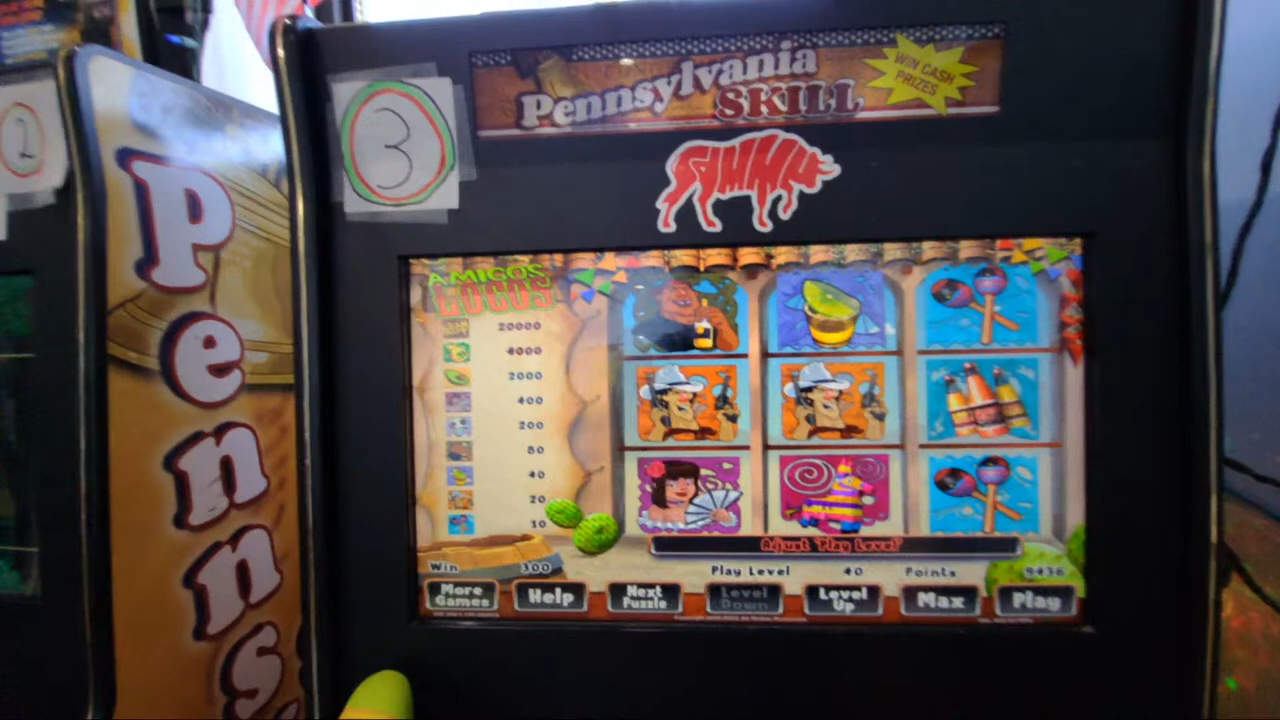 Pennsylvania
SKILL
WIN CASH
PRIZES
2
3
Penns
AMIGOS
LOCOS
20000
4000
2000
400
200
80
40
20
10
Adjust 'Play Level'
Win 300
Play Level 40
Points 9436
More
Games
Help
Next
Puzzle
Level
Down
Level
Up
Max
Play